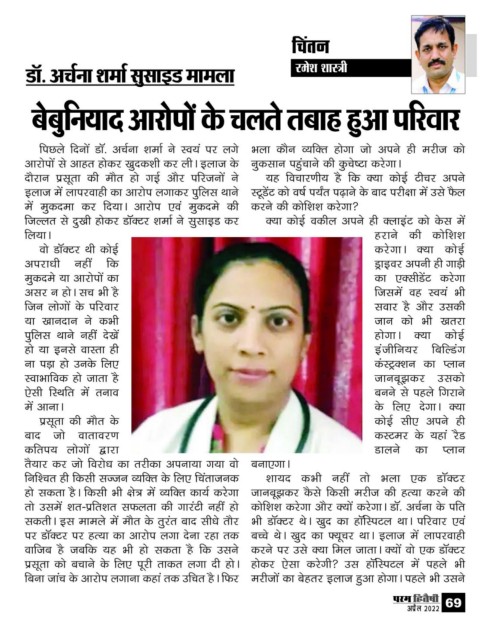 चिंतन
रमेश शास्त्री
डॉ. अर्चना शर्मा सुसाइड मामला
बेबुनियाद आरोपों के चलते तबाह हुआ परिवार
पिछले दिनों डॉ. अर्चना शर्मा ने स्वयं पर लगे
आरोपों से आहत होकर खुदकशी कर ली। इलाज के
दौरान प्रसूता की मौत हो गई और परिजनों ने
इलाज में लापरवाही का आरोप लगाकर पुलिस थाने
में मुकदमा कर दिया। आरोप एवं मुकदमे की
जिल्लत से दुखी होकर डॉक्टर शर्मा ने सुसाइड कर
लिया।
वो डॉक्टर थी कोई
अपराधी नहीं कि
मुकदमे या आरोपों का
असर न हो। सच भी है
जिन लोगों के परिवार
या खानदान ने कभी
पुलिस थाने नहीं देखें
हो या इनसे वास्ता ही
ना पड़ा हो उनके लिए
स्वाभाविक हो जाता है
ऐसी स्थिति में तनाव
में आना।
प्रसूता की मौत के
बाद जो वातावरण
कतिपय लोगों द्वारा
तैयार कर जो विरोध का तरीका अपनाया गया वो
निश्चित ही किसी सज्जन व्यक्ति के लिए चिंताजनक
हो सकता है। किसी भी क्षेत्र में व्यक्ति कार्य करेगा
तो उसमें शत-प्रतिशत सफलता की गारंटी नहीं हो
सकती। इस मामले में मौत के तुरंत बाद सीधे तौर
पर डॉक्टर पर हत्या का आरोप लगा देना रहा तक
वाजिब है जबकि यह भी हो सकता है कि उसने
प्रसूता को बचाने के लिए पूरी ताकत लगा दी हो।
बिना जांच के आरोप लगाना कहां तक उचित है। फिर
भला कौन व्यक्ति होगा जो अपने ही मरीज को
नुकसान पहुंचाने की कुचेष्टा करेगा।
यह विचारणीय है कि क्या कोई टीचर अपने
स्टूडेंट को वर्ष पर्यंत पढ़ाने के बाद परीक्षा में उसे फैल
करने की कोशिश करेगा?
क्या कोई वकील अपने ही क्लाइंट को केस में
हराने की कोशिश
करेगा। क्या कोई
ड्राइवर अपनी ही गाड़ी
का एक्सीडेंट करेगा
जिसमें वह स्वयं भी
सवार है और उसकी
जान को भी खतरा
होगा। क्या कोई
इंजीनियर बिल्डिंग
कंस्ट्रक्शन का प्लान
जानबूझकर उसको
बनने से पहले गिराने
के लिए देगा। क्या
कोई सीए अपने ही
कस्टमर के यहां रैड
डालने का प्लान
बनाएगा।
शायद कभी नहीं तो भला एक डॉक्टर
जानबूझकर कैसे किसी मरीज की हत्या करने की
कोशिश करेगा और क्यों करेगा। डॉ. अर्चना के पति
भी डॉक्टर थे। खुद का हॉस्पिटल था। परिवार एवं
बच्चे थे। खुद का फ्यूचर था। इलाज में लापरवाही
करने पर उसे क्या मिल जाता। क्यों वो एक डॉक्टर
होकर ऐसा करेगी? उस हॉस्पिटल में पहले भी
मरीजों का बेहतर इलाज हुआ होगा। पहले भी उसने
परम हितैषी
अप्रैल 2022
69